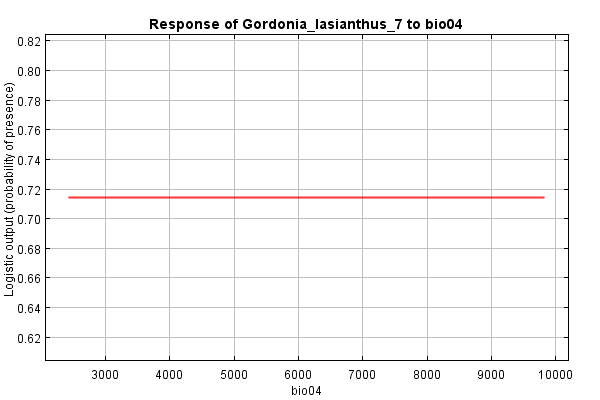 Response of Gordonia_lasianthus_7 to bio04
Logistic output (probability of presence)
0.82
0.80
0.78
0.76
0.74
0.72
0.70
0.68
0.66
0.64
0.62
3000 4000 5000 6000 7000 8000 9000 10000
bio04